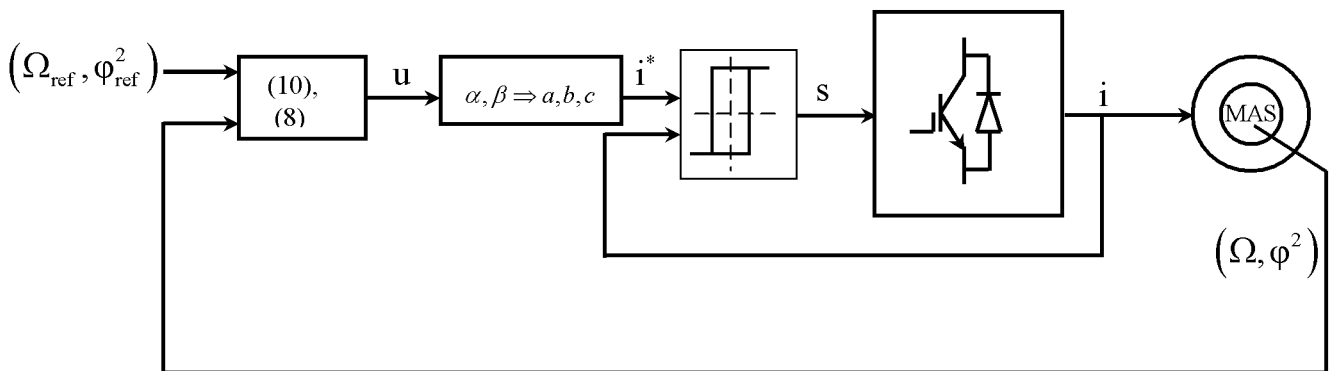 (Ω_ref, φ²_ref)
(10),
(8)
u
α, β ⇒ a, b, c
i*
s
i
MAS
(Ω, φ²)